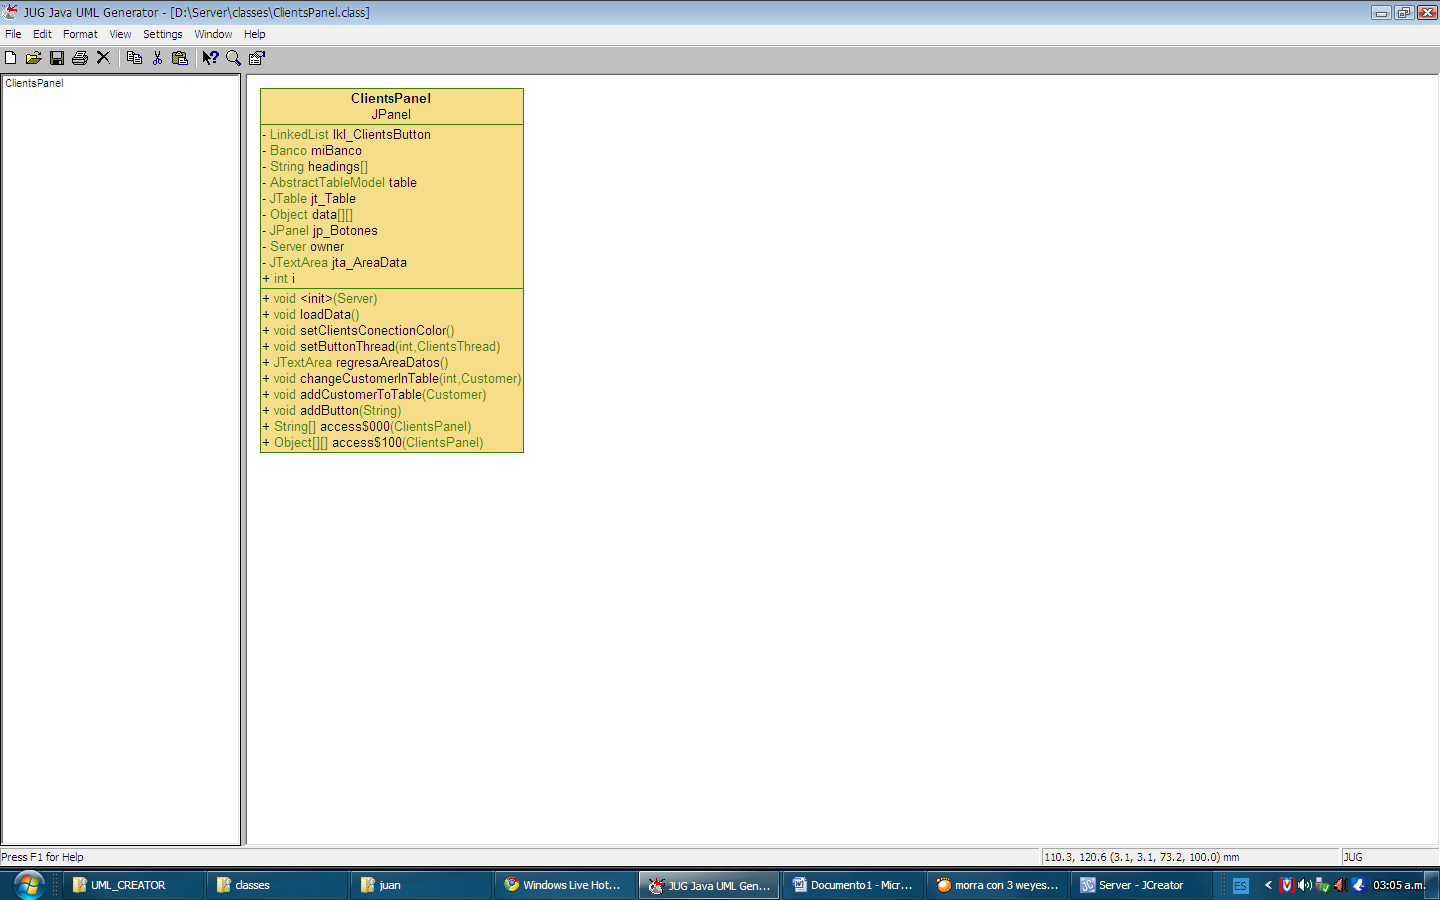 JUG Java UML Generator - [D:\Server\classes\ClientsPanel.class]
File Edit Format View Settings Window Help
ClientsPanel
ClientsPanel
JPanel
- LinkedList lkl_ClientsButton
- Banco miBanco
- String headings[]
- AbstractTableModel table
- JTable jt_Table
- Object data[][]
- JPanel jp_Botones
- Server owner
- JTextArea jta_AreaData
+ int i
+ void <init>(Server)
+ void loadData()
+ void setClientsConectionColor()
+ void setButtonThread(int,ClientsThread)
+ JTextArea regresaAreaDatos()
+ void changeCustomerInTable(int,Customer)
+ void addCustomerToTable(Customer)
+ void addButton(String)
+ String[] access$000(ClientsPanel)
+ Object[][] access$100(ClientsPanel)
Press F1 for Help 110.3, 120.6 (3.1, 3.1, 73.2, 100.0) mm JUG
UML_CREATOR classes juan Windows Live Hot... JUG Java UML Gen... Documento1 - Micr... morra con 3 weyes... Server - JCreator ES 03:05 a.m.